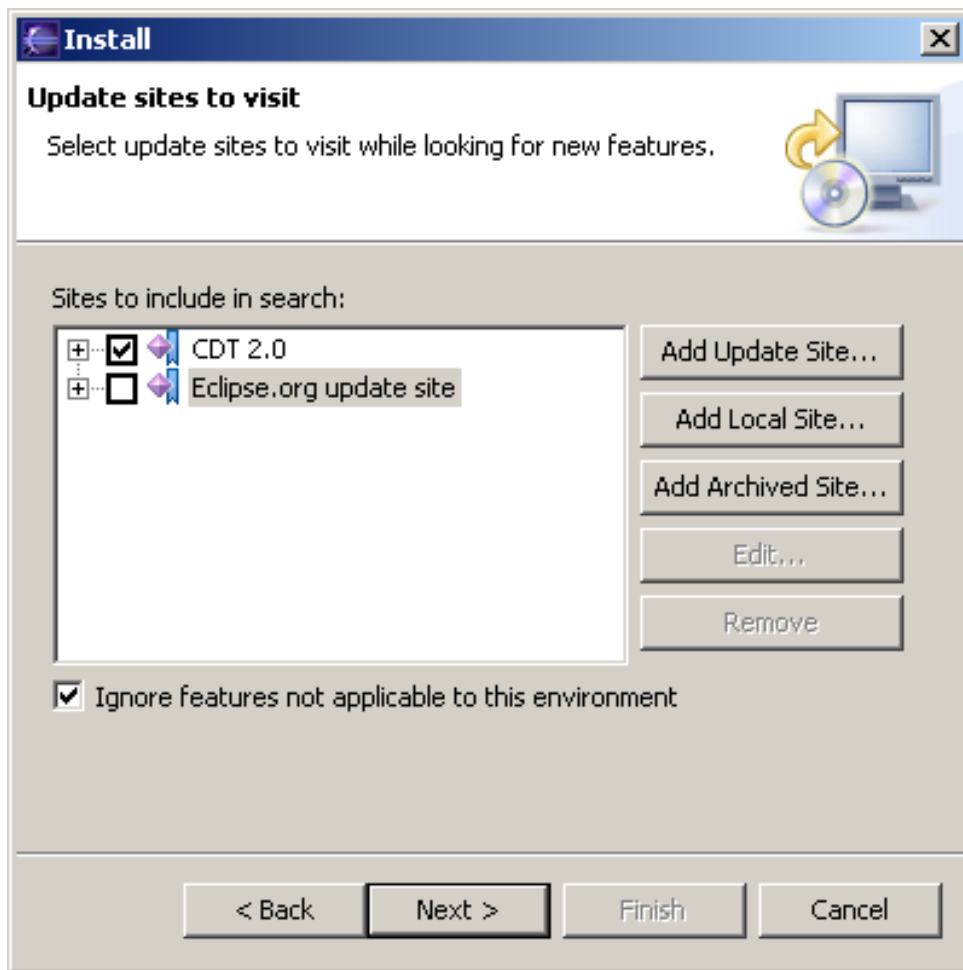 Install
Update sites to visit
Select update sites to visit while looking for new features.
Sites to include in search:
CDT 2.0
Eclipse.org update site
Add Update Site...
Add Local Site...
Add Archived Site...
Edit...
Remove
Ignore features not applicable to this environment
< Back Next > Finish Cancel